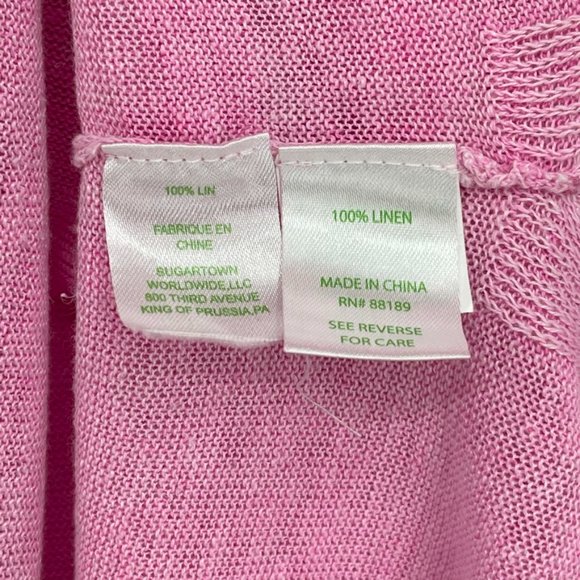 100% LIN
FABRIQUE EN
CHINE
SUGARTOWN
WORLDWIDE,LLC
800 THIRD AVENUE
KING OF PRUSSIA,PA
100% LINEN
MADE IN CHINA
RN# 88189
SEE REVERSE
FOR CARE